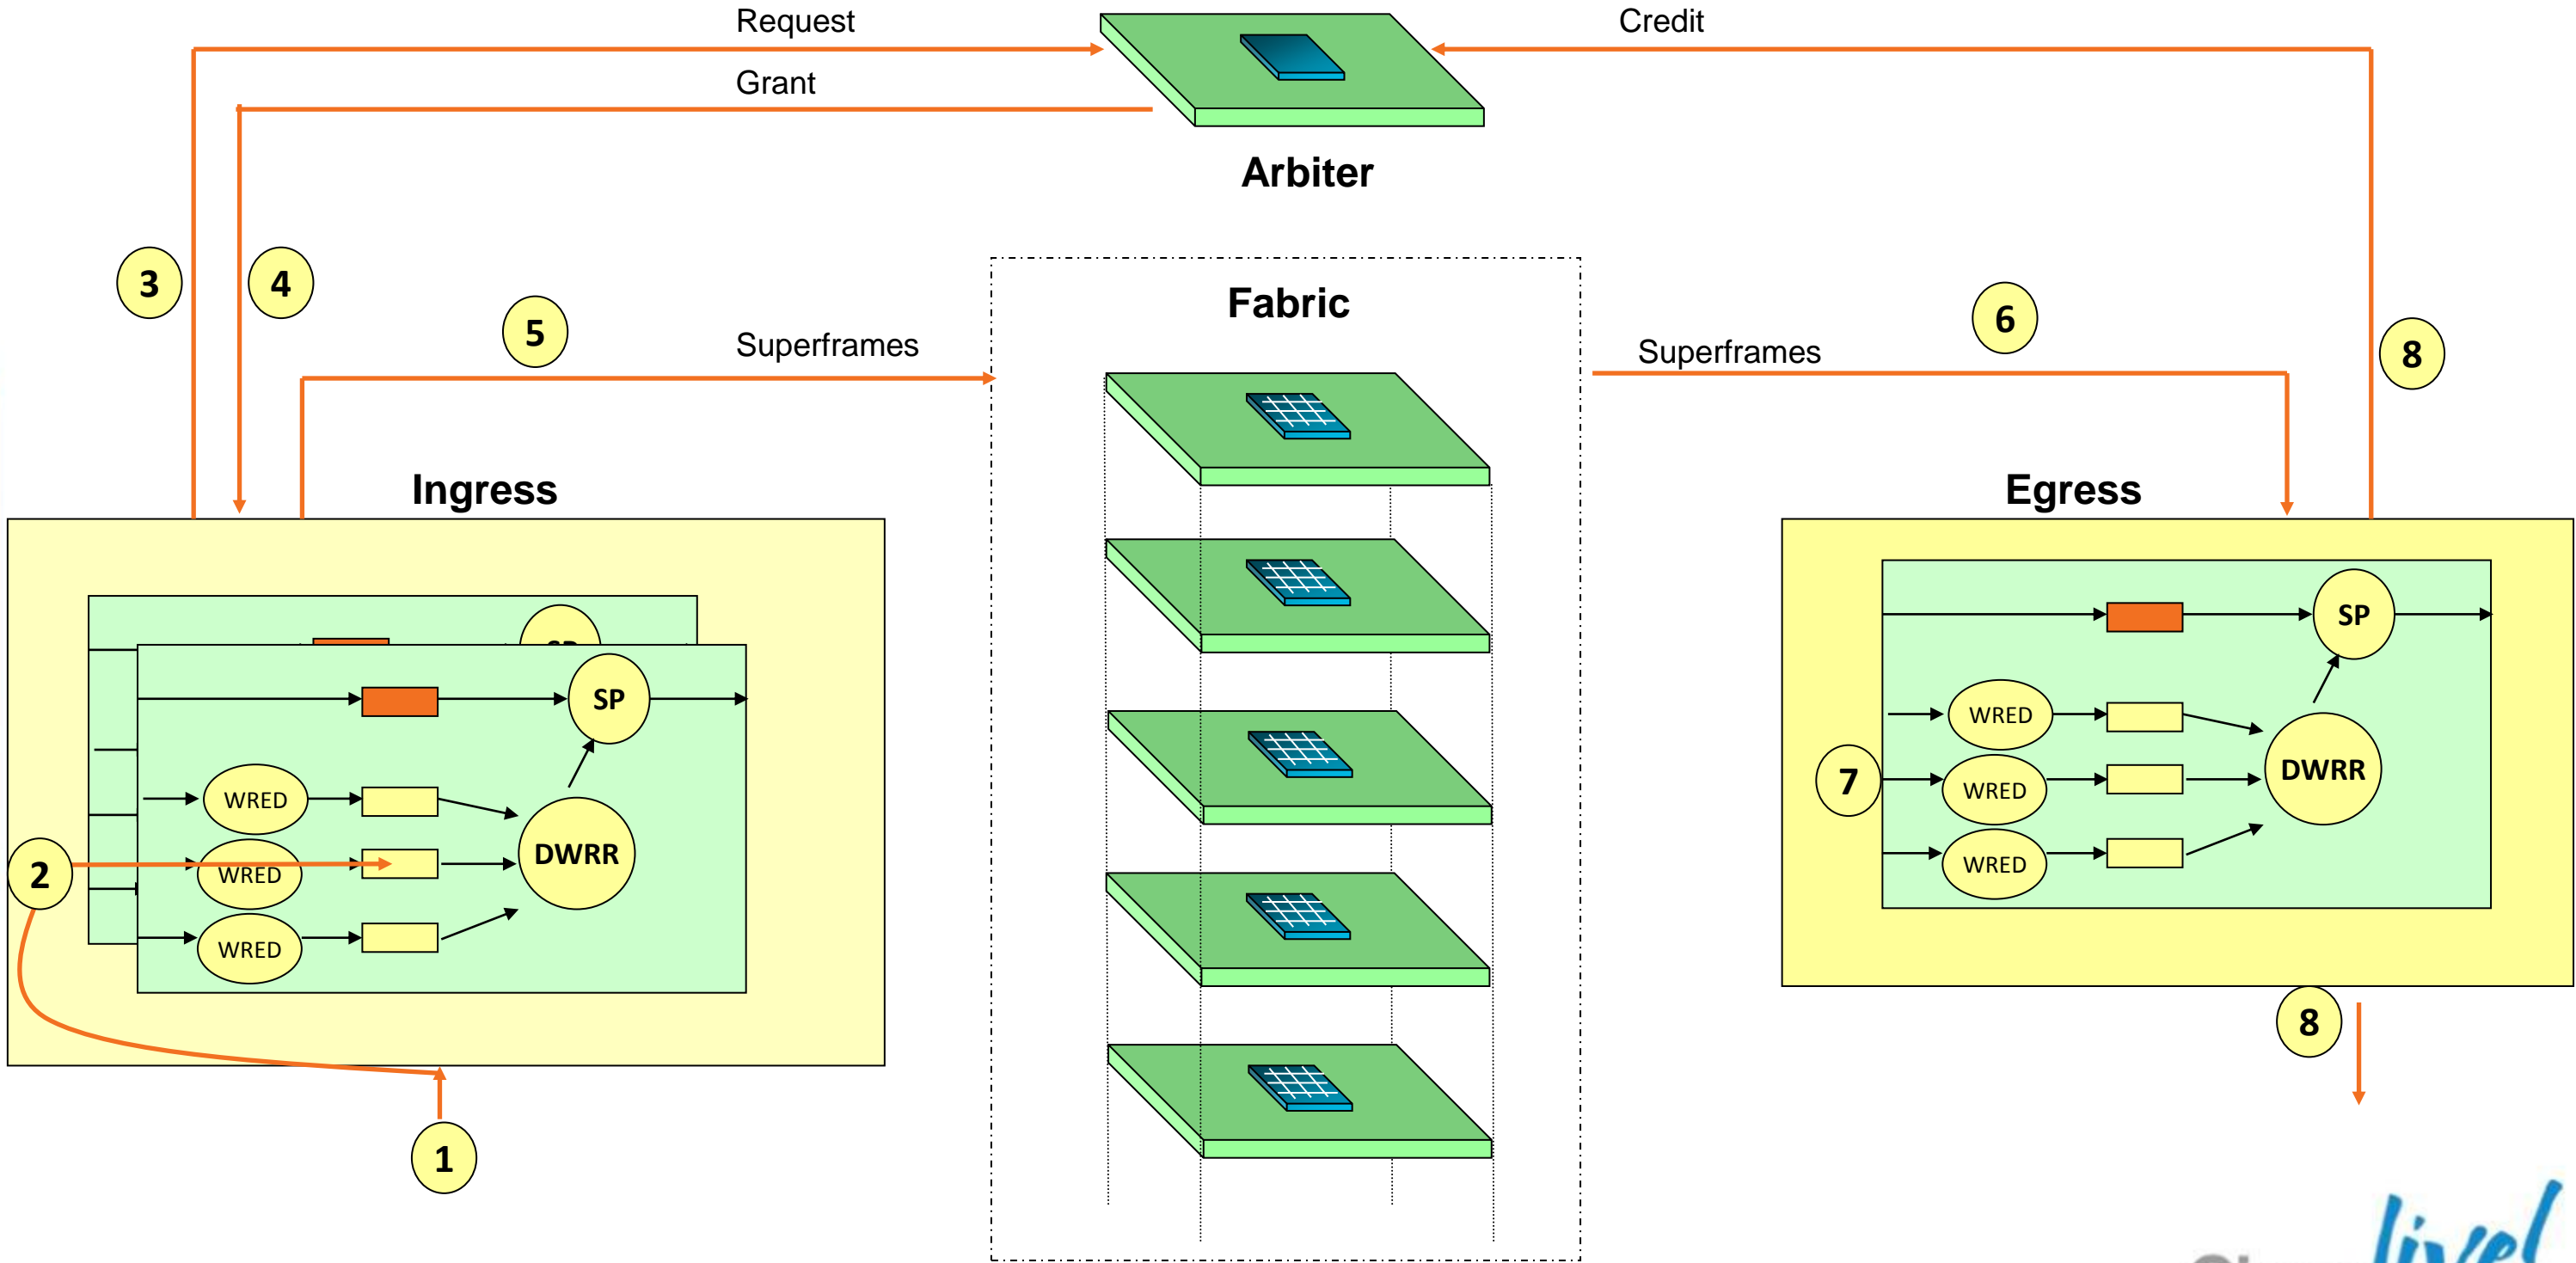 Request
Credit
Grant
Arbiter
3
4
Fabric
5
6
Superframes
Superframes
8
Ingress
Egress
SP
SP
WRED
DWRR
7
WRED
WRED
WRED
DWRR
2
WRED
WRED
8
1
live!